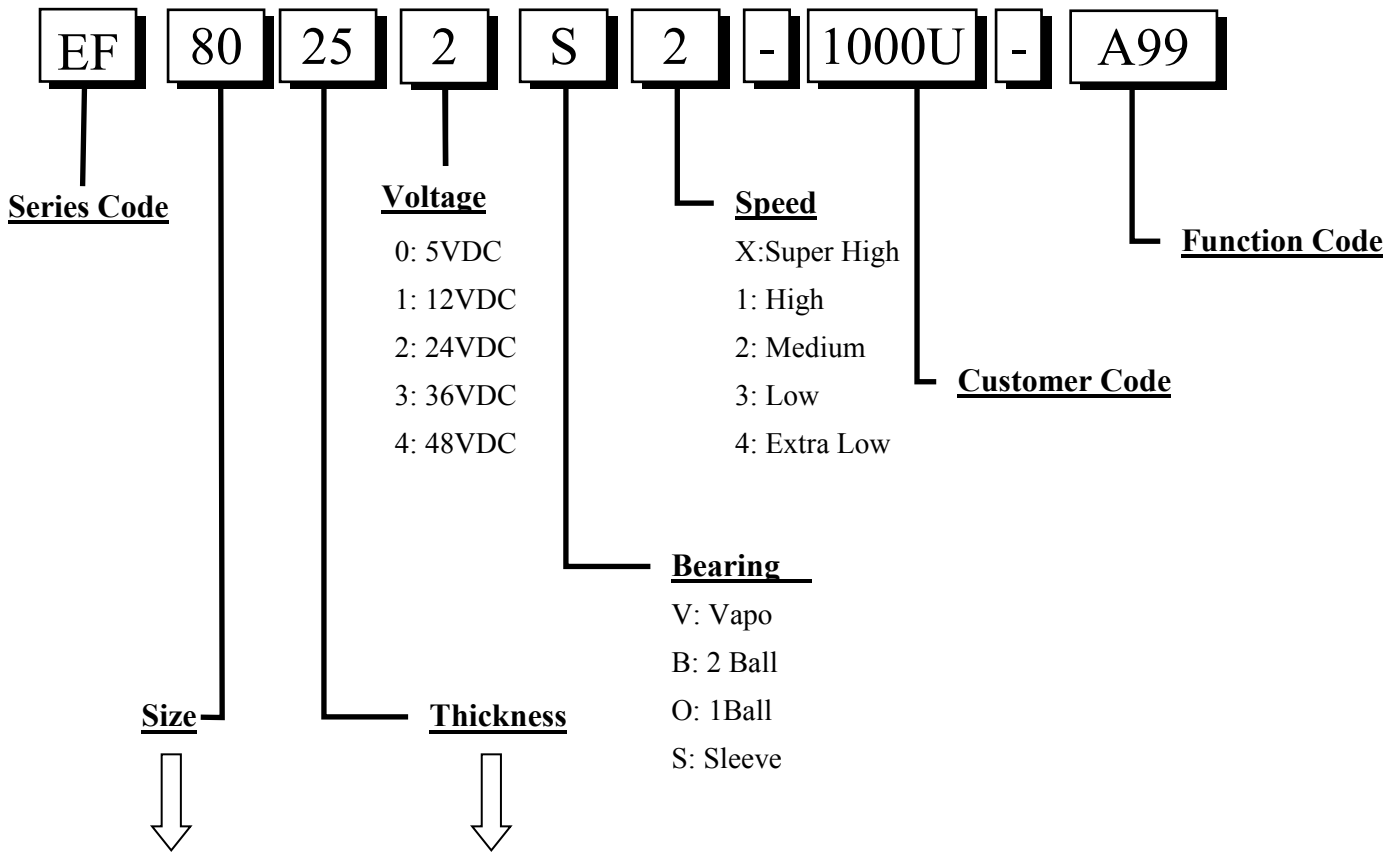 EF 80 25 2 S 2 - 1000U - A99
Series Code
Voltage
0: 5VDC
1: 12VDC
2: 24VDC
3: 36VDC
4: 48VDC
Speed
X:Super High
1: High
2: Medium
3: Low
4: Extra Low
Function Code
Customer Code
Bearing
V: Vapo
B: 2 Ball
O: 1Ball
S: Sleeve
Size
Thickness